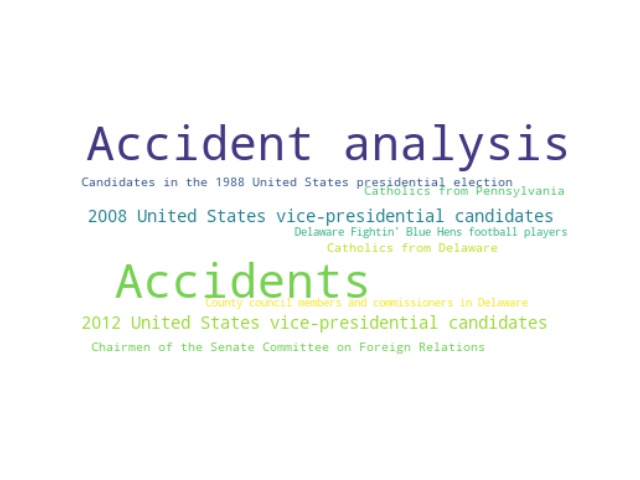 Accident analysis
Candidates in the 1988 United States presidential election
Catholics from Pennsylvania
2008 United States vice-presidential candidates
Delaware Fightin' Blue Hens football players
Catholics from Delaware
Accidents
County council members and commissioners in Delaware
2012 United States vice-presidential candidates
Chairmen of the Senate Committee on Foreign Relations